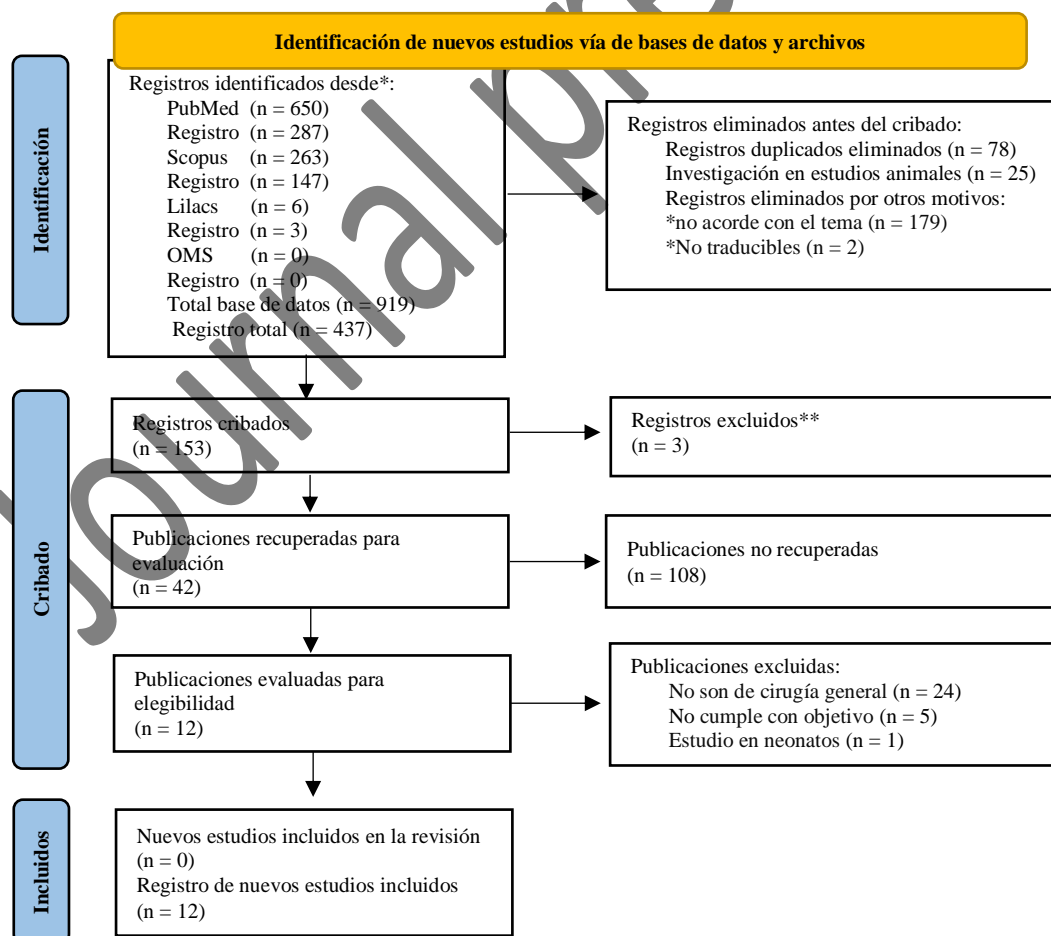 Identificación de nuevos estudios vía de bases de datos y archivos
Identificación
Registros identificados desde*:
PubMed (n = 650)
Registro (n = 287)
Scopus (n = 263)
Registro (n = 147)
Lilacs (n = 6)
Registro (n = 3)
OMS (n = 0)
Registro (n = 0)
Total base de datos (n = 919)
Registro total (n = 437)
Registros eliminados antes del cribado:
Registros duplicados eliminados (n = 78)
Investigación en estudios animales (n = 25)
Registros eliminados por otros motivos:
*no acorde con el tema (n = 179)
*No traducibles (n = 2)
Cribado
Registros cribados
(n = 153)
Registros excluidos**
(n = 3)
Publicaciones recuperadas para
evaluación
(n = 42)
Publicaciones no recuperadas
(n = 108)
Publicaciones evaluadas para
elegibilidad
(n = 12)
Publicaciones excluidas:
No son de cirugía general (n = 24)
No cumple con objetivo (n = 5)
Estudio en neonatos (n = 1)
Incluidos
Nuevos estudios incluidos en la revisión
(n = 0)
Registro de nuevos estudios incluidos
(n = 12)
Journal pre